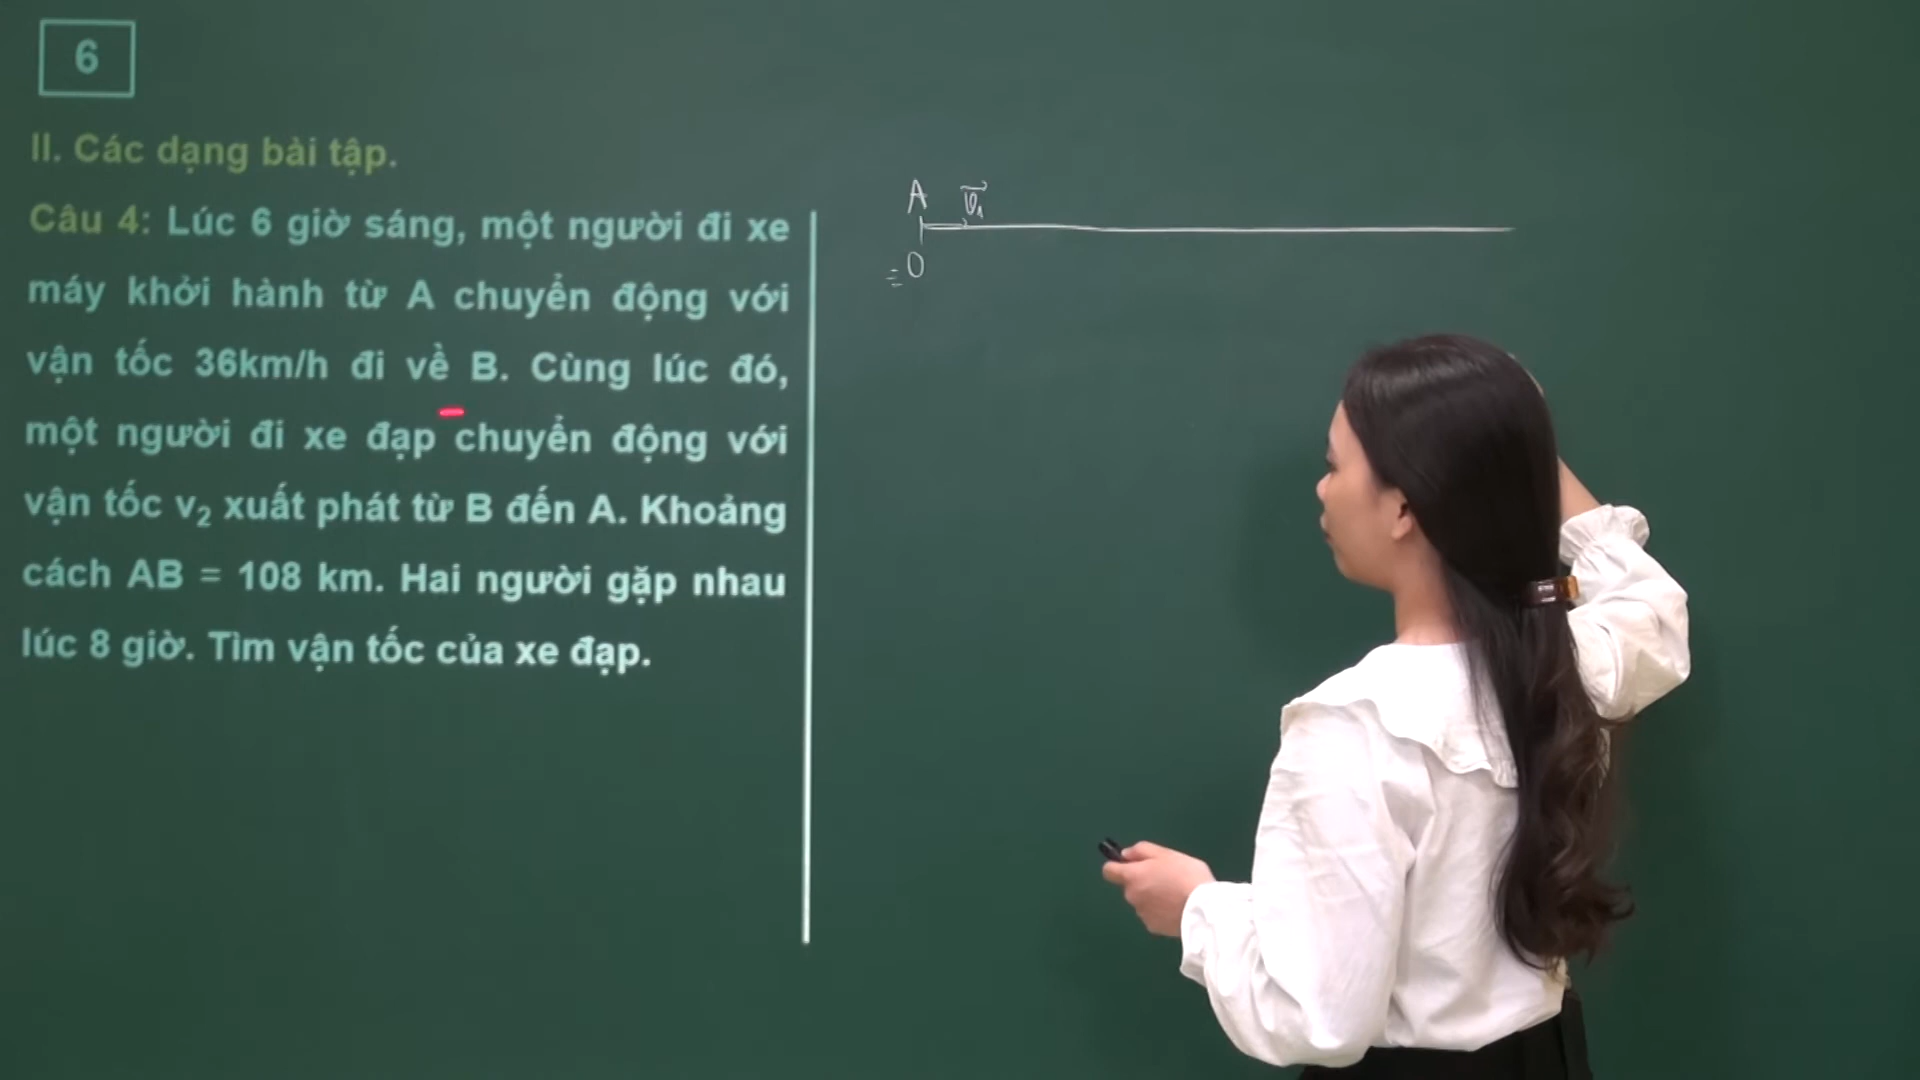 6
II. Các dạng bài tập.
Câu 4: Lúc 6 giờ sáng, một người đi xe
máy khởi hành từ A chuyển động với
vận tốc 36km/h đi về B. Cùng lúc đó,
một người đi xe đạp chuyển động với
vận tốc v₂ xuất phát từ B đến A. Khoảng
cách AB = 108 km. Hai người gặp nhau
lúc 8 giờ. Tìm vận tốc của xe đạp.
A v⃗₁
≡ O